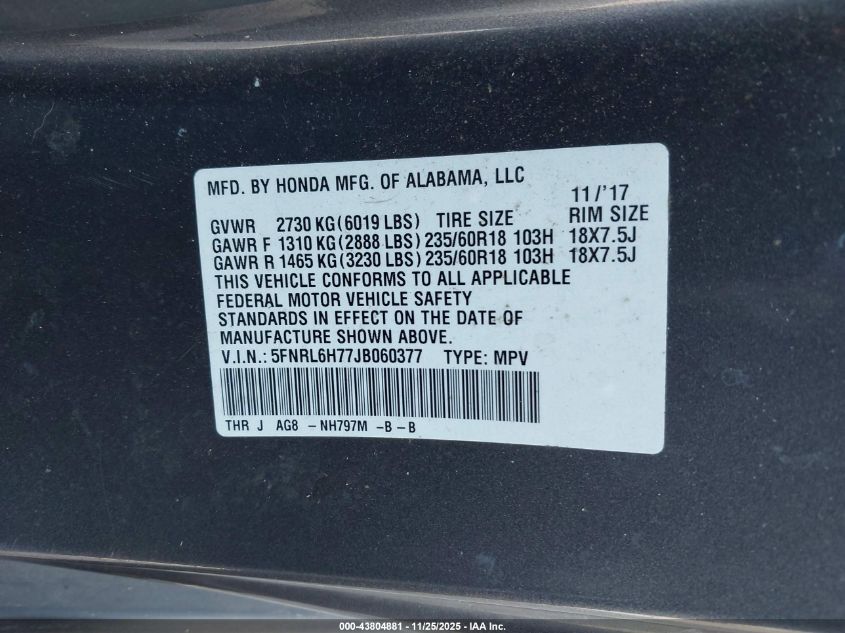 MFD. BY HONDA MFG. OF ALABAMA, LLC
11/'17
GVWR 2730 KG(6019 LBS) TIRE SIZE RIM SIZE
GAWR F 1310 KG(2888 LBS) 235/60R18 103H 18X7.5J
GAWR R 1465 KG(3230 LBS) 235/60R18 103H 18X7.5J
THIS VEHICLE CONFORMS TO ALL APPLICABLE
FEDERAL MOTOR VEHICLE SAFETY
STANDARDS IN EFFECT ON THE DATE OF
MANUFACTURE SHOWN ABOVE.
V.I.N.: 5FNRL6H77JB060377 TYPE: MPV
THR J AG8 - NH797M -B -B
000-43804881 - 11/25/2025 - IAA Inc.